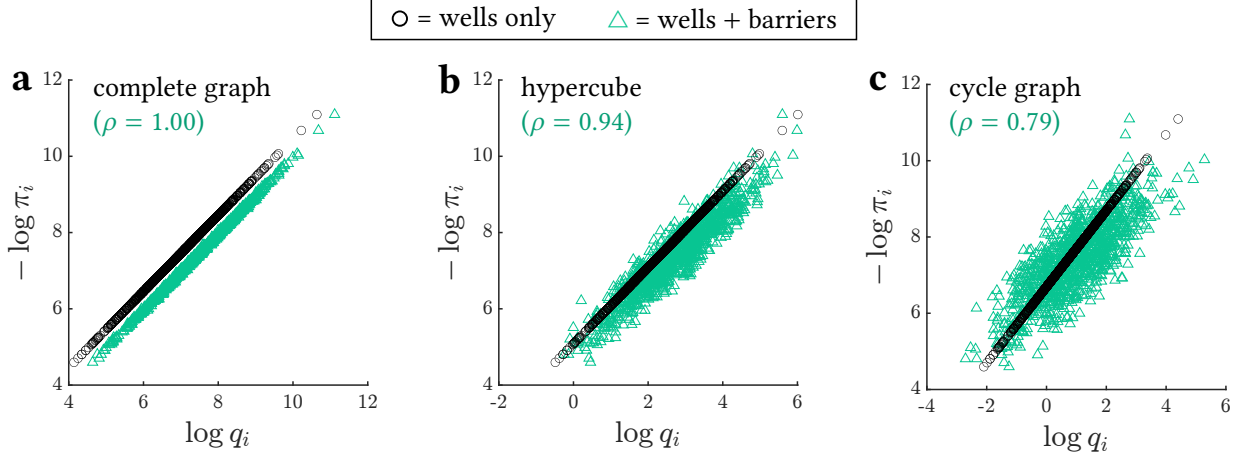 ○ = wells only △ = wells + barriers
a complete graph
(ρ = 1.00)
12
10
8
6
4
− log π_i
4 6 8 10 12
log q_i
b hypercube
(ρ = 0.94)
12
10
8
6
4
− log π_i
-2 0 2 4 6
log q_i
c cycle graph
(ρ = 0.79)
12
10
8
6
4
− log π_i
-4 -2 0 2 4 6
log q_i